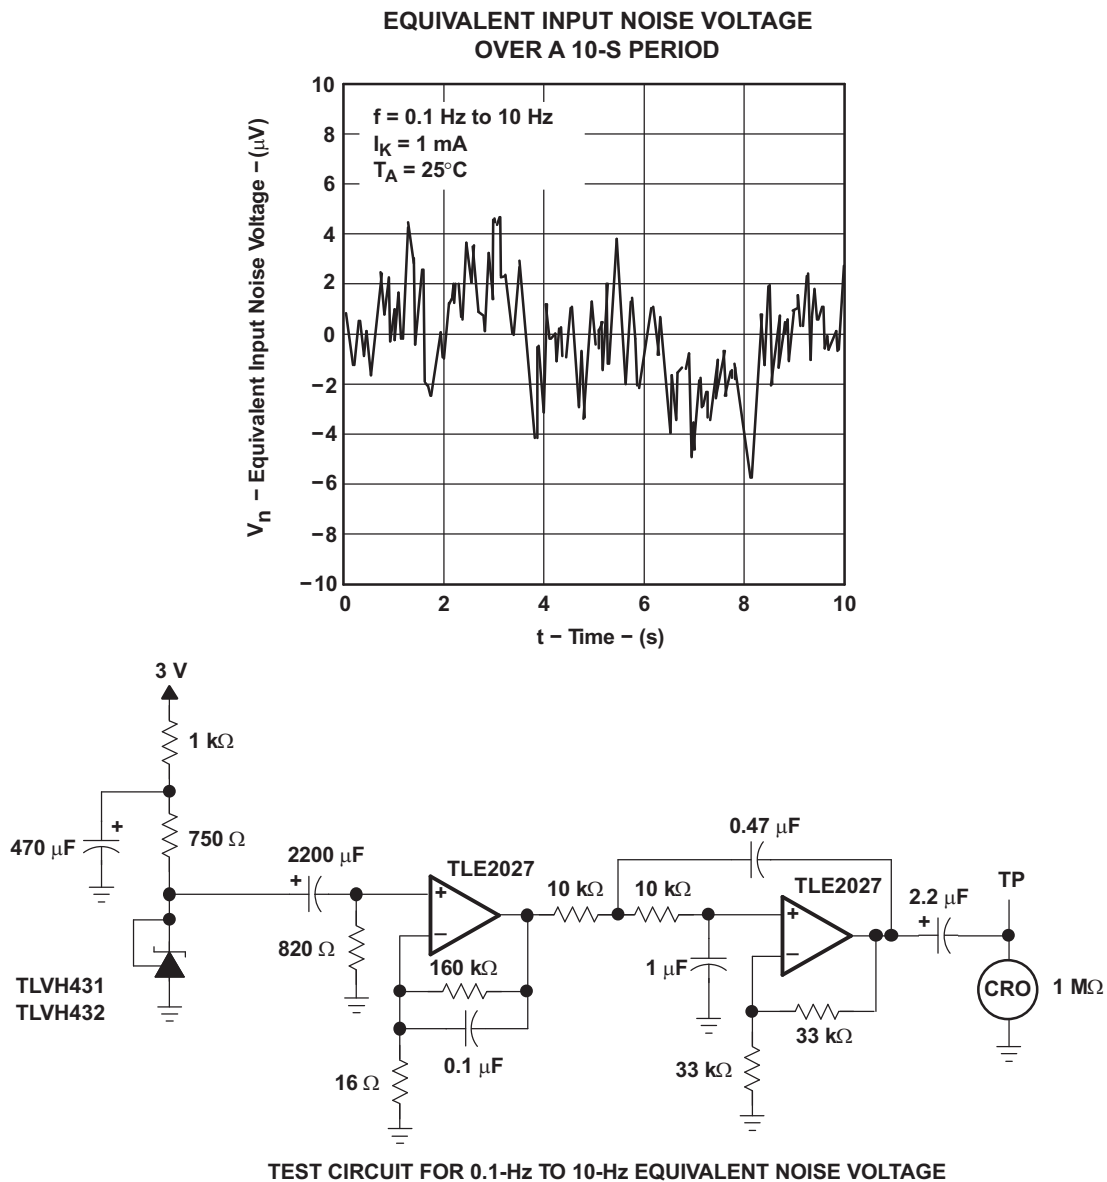 EQUIVALENT INPUT NOISE VOLTAGE
OVER A 10-S PERIOD
f = 0.1 Hz to 10 Hz
I_K = 1 mA
T_A = 25°C
V_n − Equivalent Input Noise Voltage − (μV)
10
8
6
4
2
0
−2
−4
−6
−8
−10
0 2 4 6 8 10
t − Time − (s)
3 V
1 kΩ
470 μF
+
750 Ω
2200 μF
+
820 Ω
TLE2027
+
−
160 kΩ
0.1 μF
16 Ω
10 kΩ
10 kΩ
0.47 μF
1 μF
TLE2027
+
−
33 kΩ
33 kΩ
2.2 μF
+
TP
CRO
1 MΩ
TLVH431
TLVH432
TEST CIRCUIT FOR 0.1-Hz TO 10-Hz EQUIVALENT NOISE VOLTAGE